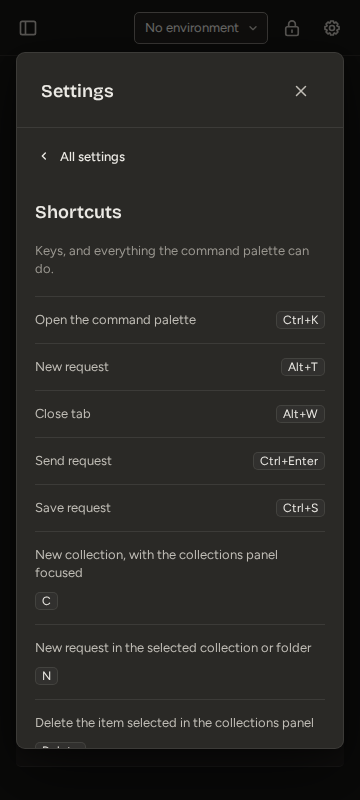 No environment
Settings
All settings
Shortcuts
Keys, and everything the command palette can
do.
Open the command palette
Ctrl+K
New request
Alt+T
Close tab
Alt+W
Send request
Ctrl+Enter
Save request
Ctrl+S
New collection, with the collections panel
focused
C
New request in the selected collection or folder
N
Delete the item selected in the collections panel